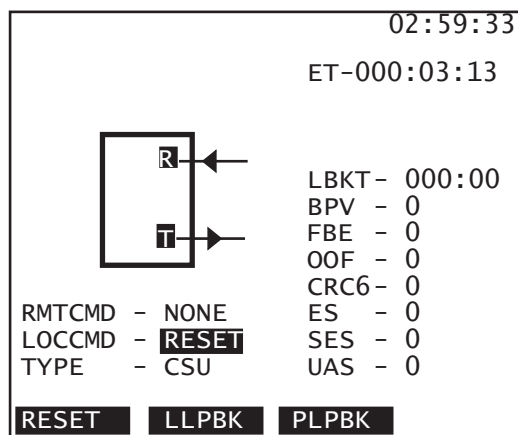 02:59:33
ET-000:03:13
R
LBKT- 000:00
BPV - 0
T
FBE - 0
OOF - 0
CRC6- 0
RMTCMD - NONE
ES - 0
LOCCMD - RESET
SES - 0
TYPE - CSU
UAS - 0
RESET LLPBK PLPBK